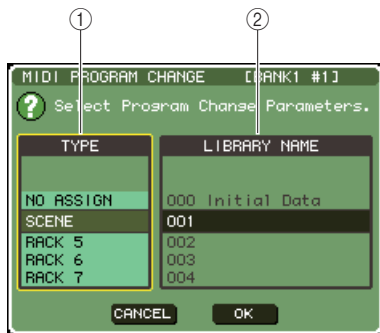 ① ②
MIDI PROGRAM CHANGE [BANK1 #1]
? Select Program Change Parameters.
TYPE
NO ASSIGN
SCENE
RACK 5
RACK 6
RACK 7
LIBRARY NAME
000 Initial Data
001
002
003
004
CANCEL OK